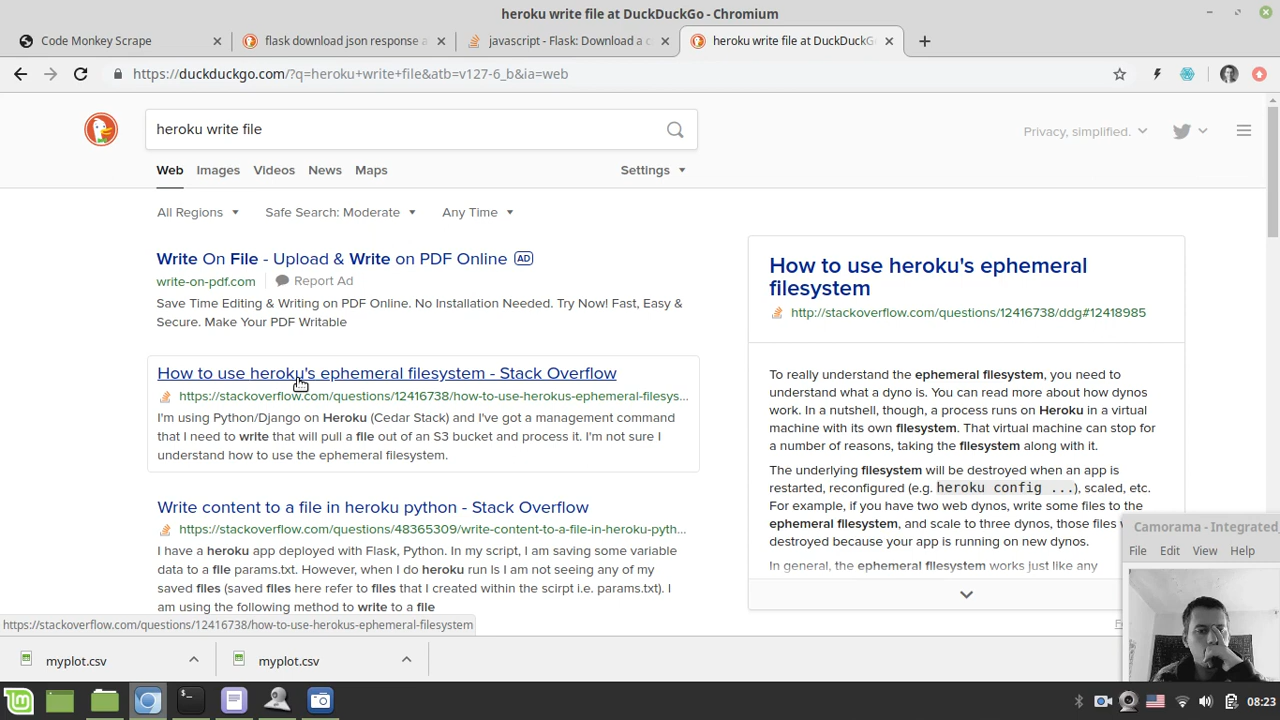 heroku write file at DuckDuckGo - Chromium
Code Monkey Scrape
flask download json response a
javascript - Flask: Download a c
heroku write file at DuckDuckG
https://duckduckgo.com/?q=heroku+write+file&atb=v127-6_b&ia=web
heroku write file
Privacy, simplified.
Web
Images
Videos
News
Maps
Settings
All Regions
Safe Search: Moderate
Any Time
Write On File - Upload & Write on PDF Online AD
write-on-pdf.com
Report Ad
Save Time Editing & Writing on PDF Online. No Installation Needed. Try Now! Fast, Easy &
Secure. Make Your PDF Writable
How to use heroku's ephemeral filesystem - Stack Overflow
https://stackoverflow.com/questions/12416738/how-to-use-herokus-ephemeral-filesys...
I'm using Python/Django on Heroku (Cedar Stack) and I've got a management command
that I need to write that will pull a file out of an S3 bucket and process it. I'm not sure I
understand how to use the ephemeral filesystem.
Write content to a file in heroku python - Stack Overflow
https://stackoverflow.com/questions/48365309/write-content-to-a-file-in-heroku-pyth...
I have a heroku app deployed with Flask, Python. In my script, I am saving some variable
data to a file params.txt. However, when I do heroku run ls I am not seeing any of my
saved files (saved files here refer to files that I created within the scirpt i.e. params.txt). I
am using the following method to write to a file
How to use heroku's ephemeral
filesystem
http://stackoverflow.com/questions/12416738/ddg#12418985
To really understand the ephemeral filesystem, you need to
understand what a dyno is. You can read more about how dynos
work. In a nutshell, though, a process runs on Heroku in a virtual
machine with its own filesystem. That virtual machine can stop for
a number of reasons, taking the filesystem along with it.
The underlying filesystem will be destroyed when an app is
restarted, reconfigured (e.g. heroku config ...), scaled, etc.
For example, if you have two web dynos, write some files to the
ephemeral filesystem, and scale to three dynos, those files
destroyed because your app is running on new dynos.
In general, the ephemeral filesystem works just like any
Camorama - Integrated
File Edit View Help
https://stackoverflow.com/questions/12416738/how-to-use-herokus-ephemeral-filesystem
myplot.csv
myplot.csv
08:23